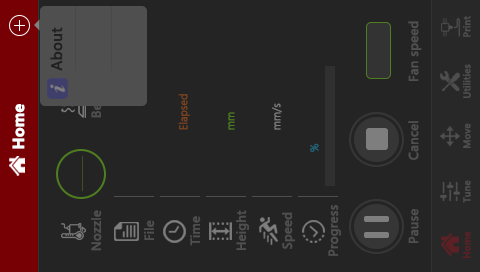 Home
About
Nozzle
Be
File
Time
Elapsed
Height
mm
Speed
mm/s
Progress
%
Pause
Cancel
Fan speed
Home
Tune
Move
Utilities
Print